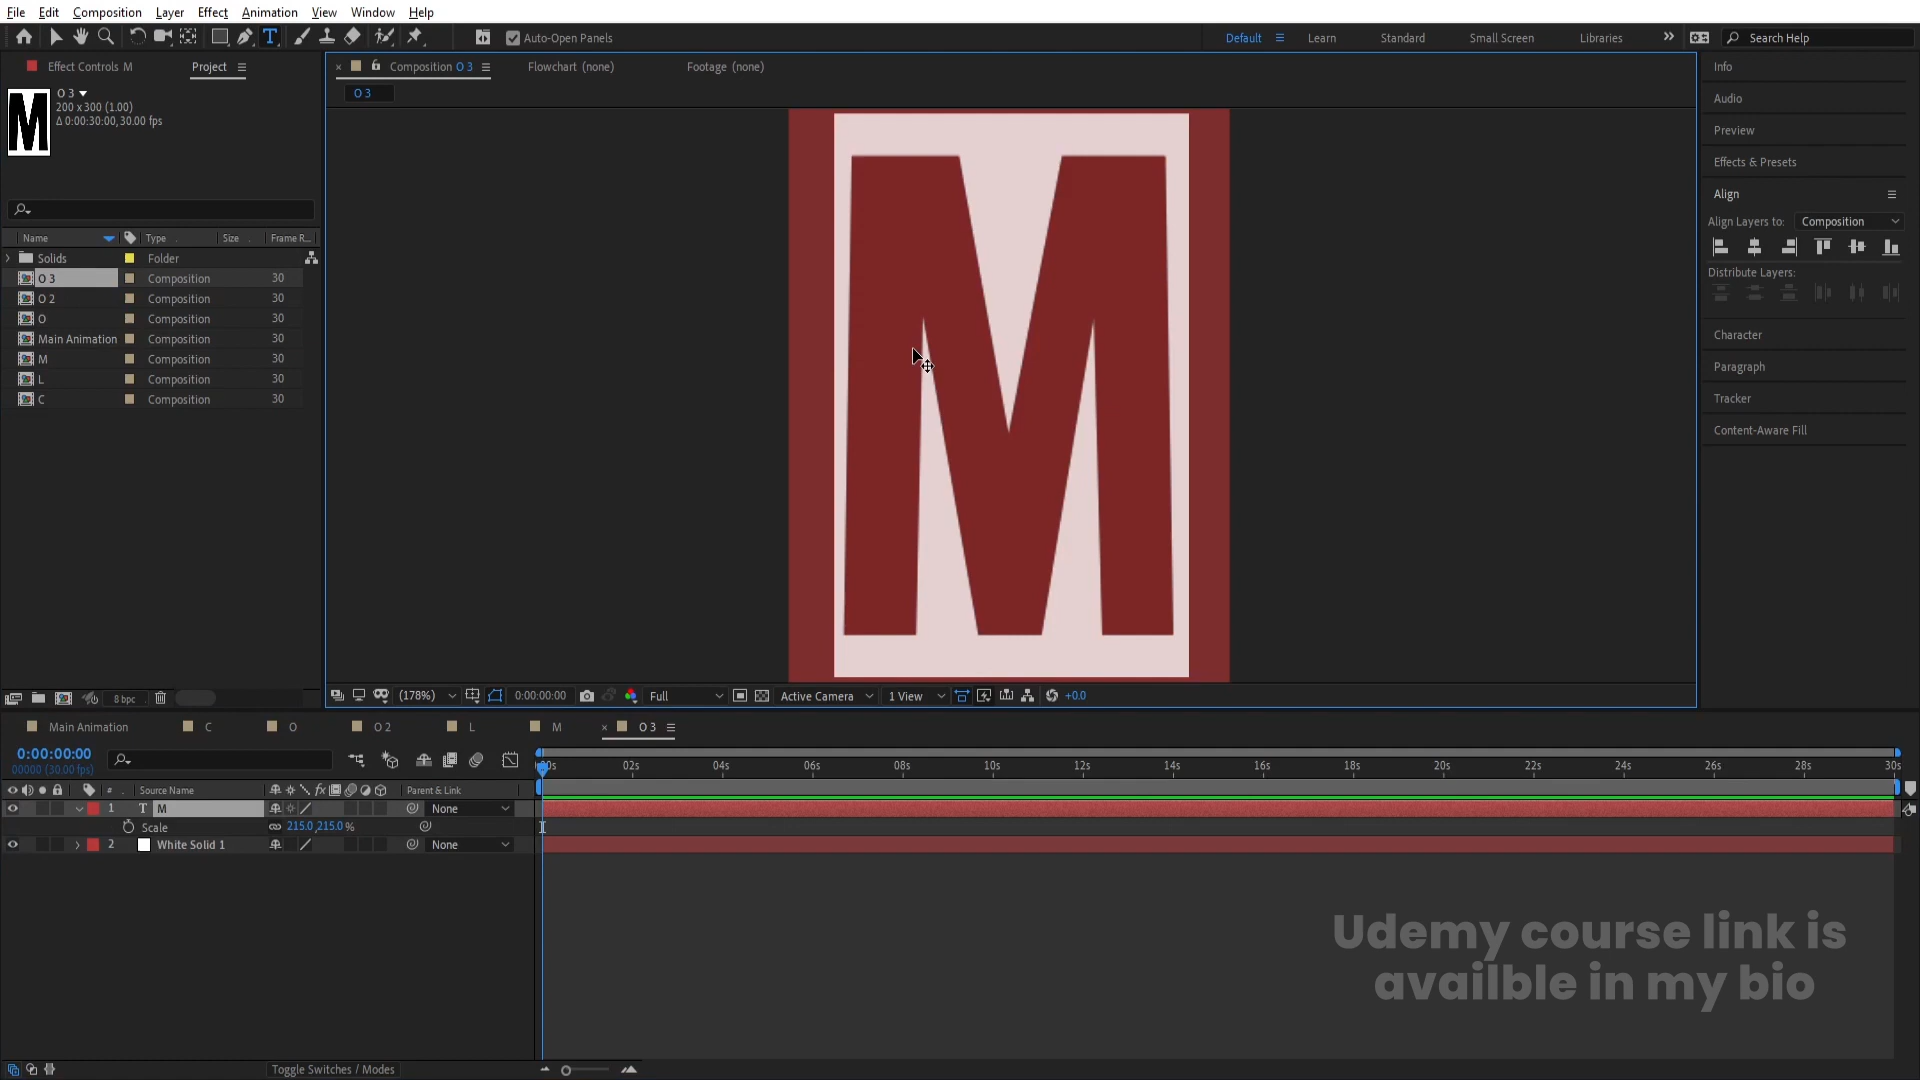 File Edit Composition Layer Effect Animation View Window Help
Auto-Open Panels
Default Learn Standard Small Screen Libraries Search Help
Effect Controls M Project
O 3
200 x 300 (1.00)
Δ 0:00:30:00, 30.00 fps
Name Type Size Frame R...
Solids Folder
O 3 Composition 30
O 2 Composition 30
O Composition 30
Main Animation Composition 30
M Composition 30
L Composition 30
C Composition 30
8 bpc
Composition O 3 Flowchart (none) Footage (none)
O 3
M
(178%) 0:00:00:00 Full Active Camera 1 View +0.0
Info
Audio
Preview
Effects & Presets
Align
Align Layers to: Composition
Distribute Layers:
Character
Paragraph
Tracker
Content-Aware Fill
Main Animation C O O 2 L M O 3
0:00:00:00
00000 (30.00 fps)
00s 02s 04s 06s 08s 10s 12s 14s 16s 18s 20s 22s 24s 26s 28s 30s
# Source Name fx Parent & Link
1 T M None
Scale 215.0,215.0 %
2 White Solid 1 None
Udemy course link is
availble in my bio
Toggle Switches / Modes